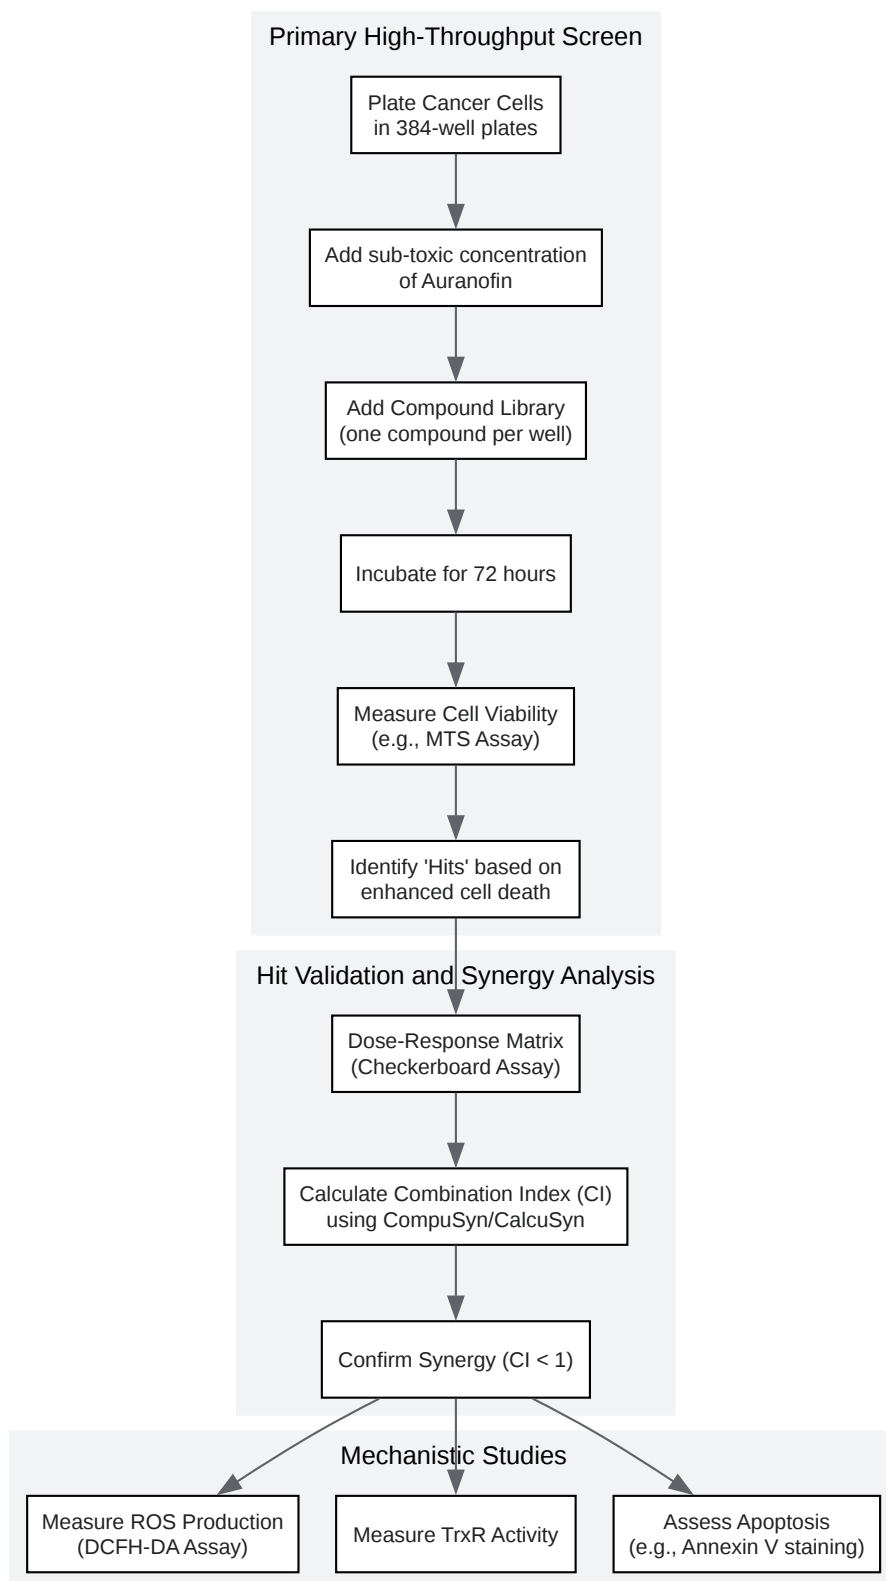 Primary High-Throughput Screen
Plate Cancer Cells
in 384-well plates
Add sub-toxic concentration
of Auranofin
Add Compound Library
(one compound per well)
Incubate for 72 hours
Measure Cell Viability
(e.g., MTS Assay)
Identify 'Hits' based on
enhanced cell death
Hit Validation and Synergy Analysis
Dose-Response Matrix
(Checkerboard Assay)
Calculate Combination Index (CI)
using CompuSyn/CalcuSyn
Confirm Synergy (CI < 1)
Mechanistic Studies
Measure ROS Production
(DCFH-DA Assay)
Measure TrxR Activity
Assess Apoptosis
(e.g., Annexin V staining)